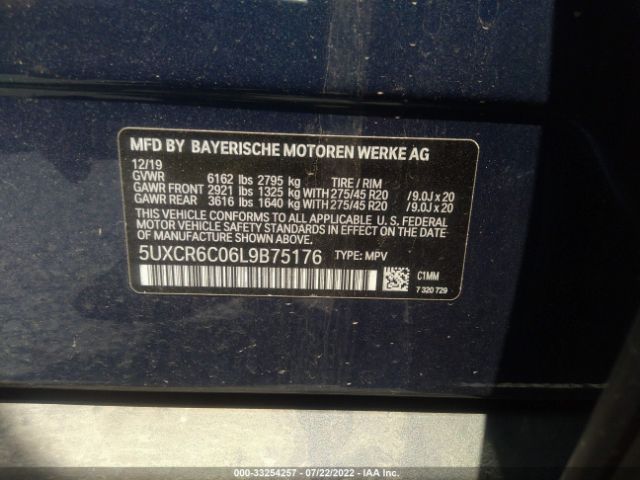 MFD BY BAYERISCHE MOTOREN WERKE AG
12/19
GVWR 6162 lbs 2795 kg TIRE / RIM
GAWR FRONT 2921 lbs 1325 kg WITH 275/45 R20 /9.0J x 20
GAWR REAR 3616 lbs 1640 kg WITH 275/45 R20 /9.0J x 20
THIS VEHICLE CONFORMS TO ALL APPLICABLE U. S. FEDERAL
MOTOR VEHICLE SAFETY STANDARDS IN EFFECT ON THE
DATE OF MANUFACTURE SHOWN ABOVE.
5UXCR6C06L9B75176 TYPE: MPV
C1MM
7 320 729
000-33254257 - 07/22/2022 - IAA Inc.